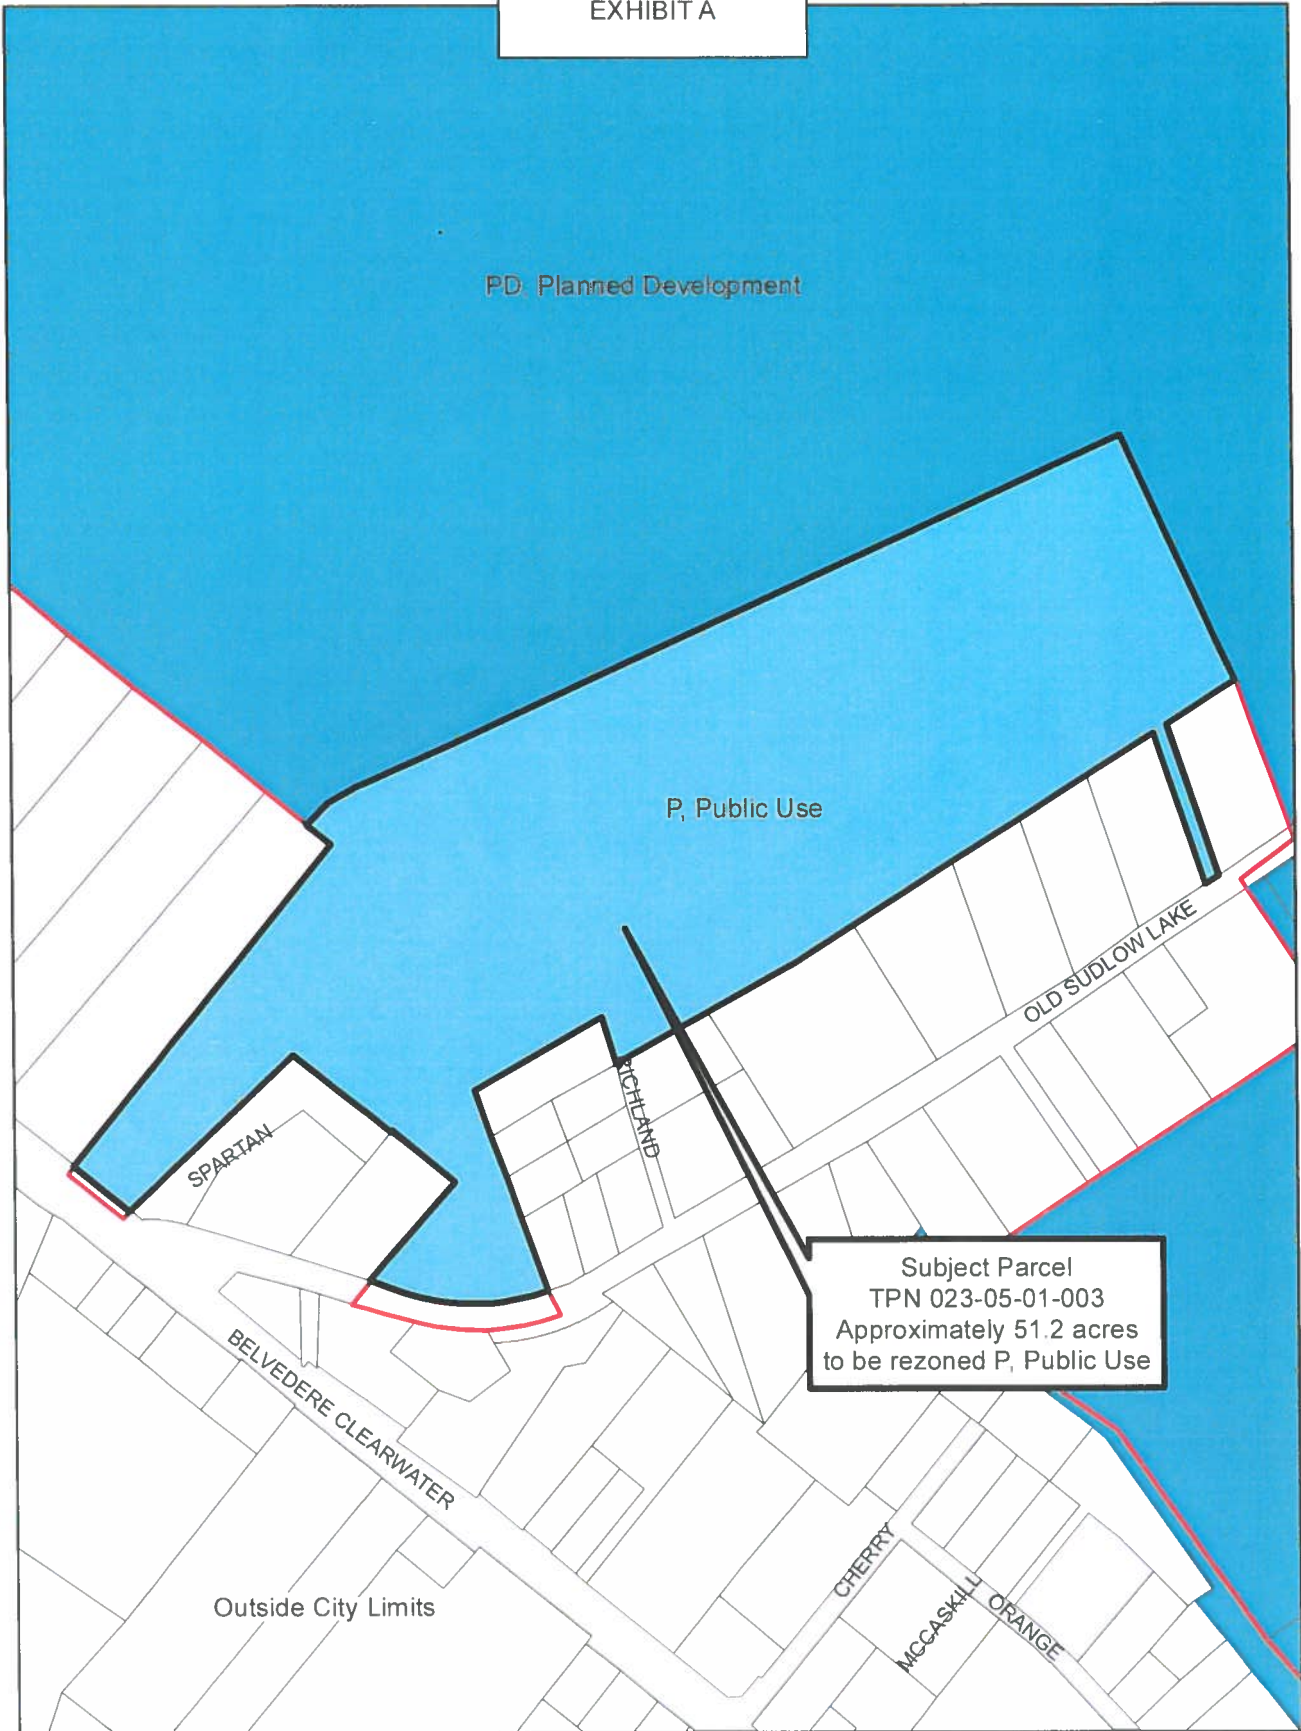 EXHIBIT A
PD, Planned Development
P, Public Use
OLD SUDLOW LAKE
RICHLAND
SPARTAN
Subject Parcel
TPN 023-05-01-003
Approximately 51.2 acres
to be rezoned P, Public Use
BELVEDERE CLEARWATER
CHERRY
MCCASKILL
ORANGE
Outside City Limits